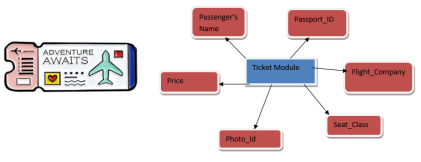 ADVENTURE
AWAITS
Passenger's
Name
Passport_ID
Ticket Module
Flight_Company
Price
Seat_Class
Photo_Id